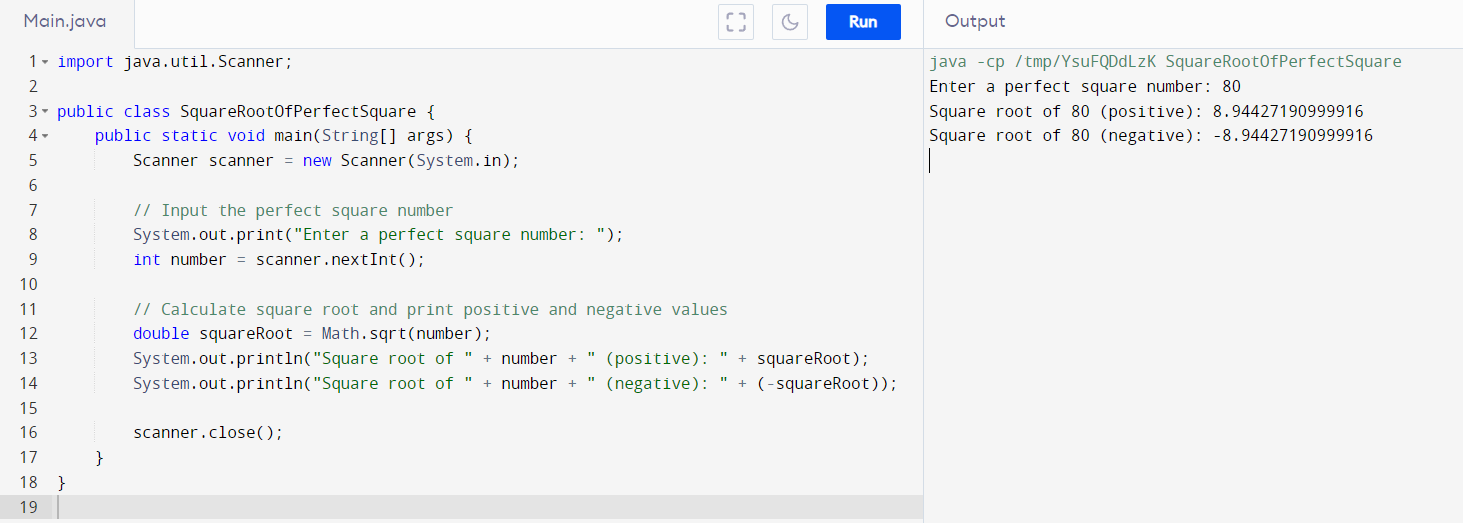 Main.java
Run
Output
1 import java.util.Scanner;
2
3 public class SquareRootOfPerfectSquare {
4     public static void main(String[] args) {
5         Scanner scanner = new Scanner(System.in);
6
7         // Input the perfect square number
8         System.out.print("Enter a perfect square number: ");
9         int number = scanner.nextInt();
10
11         // Calculate square root and print positive and negative values
12         double squareRoot = Math.sqrt(number);
13         System.out.println("Square root of " + number + " (positive): " + squareRoot);
14         System.out.println("Square root of " + number + " (negative): " + (-squareRoot));
15
16         scanner.close();
17     }
18 }
19
java -cp /tmp/YsuFQDdLzK SquareRootOfPerfectSquare
Enter a perfect square number: 80
Square root of 80 (positive): 8.94427190999916
Square root of 80 (negative): -8.94427190999916